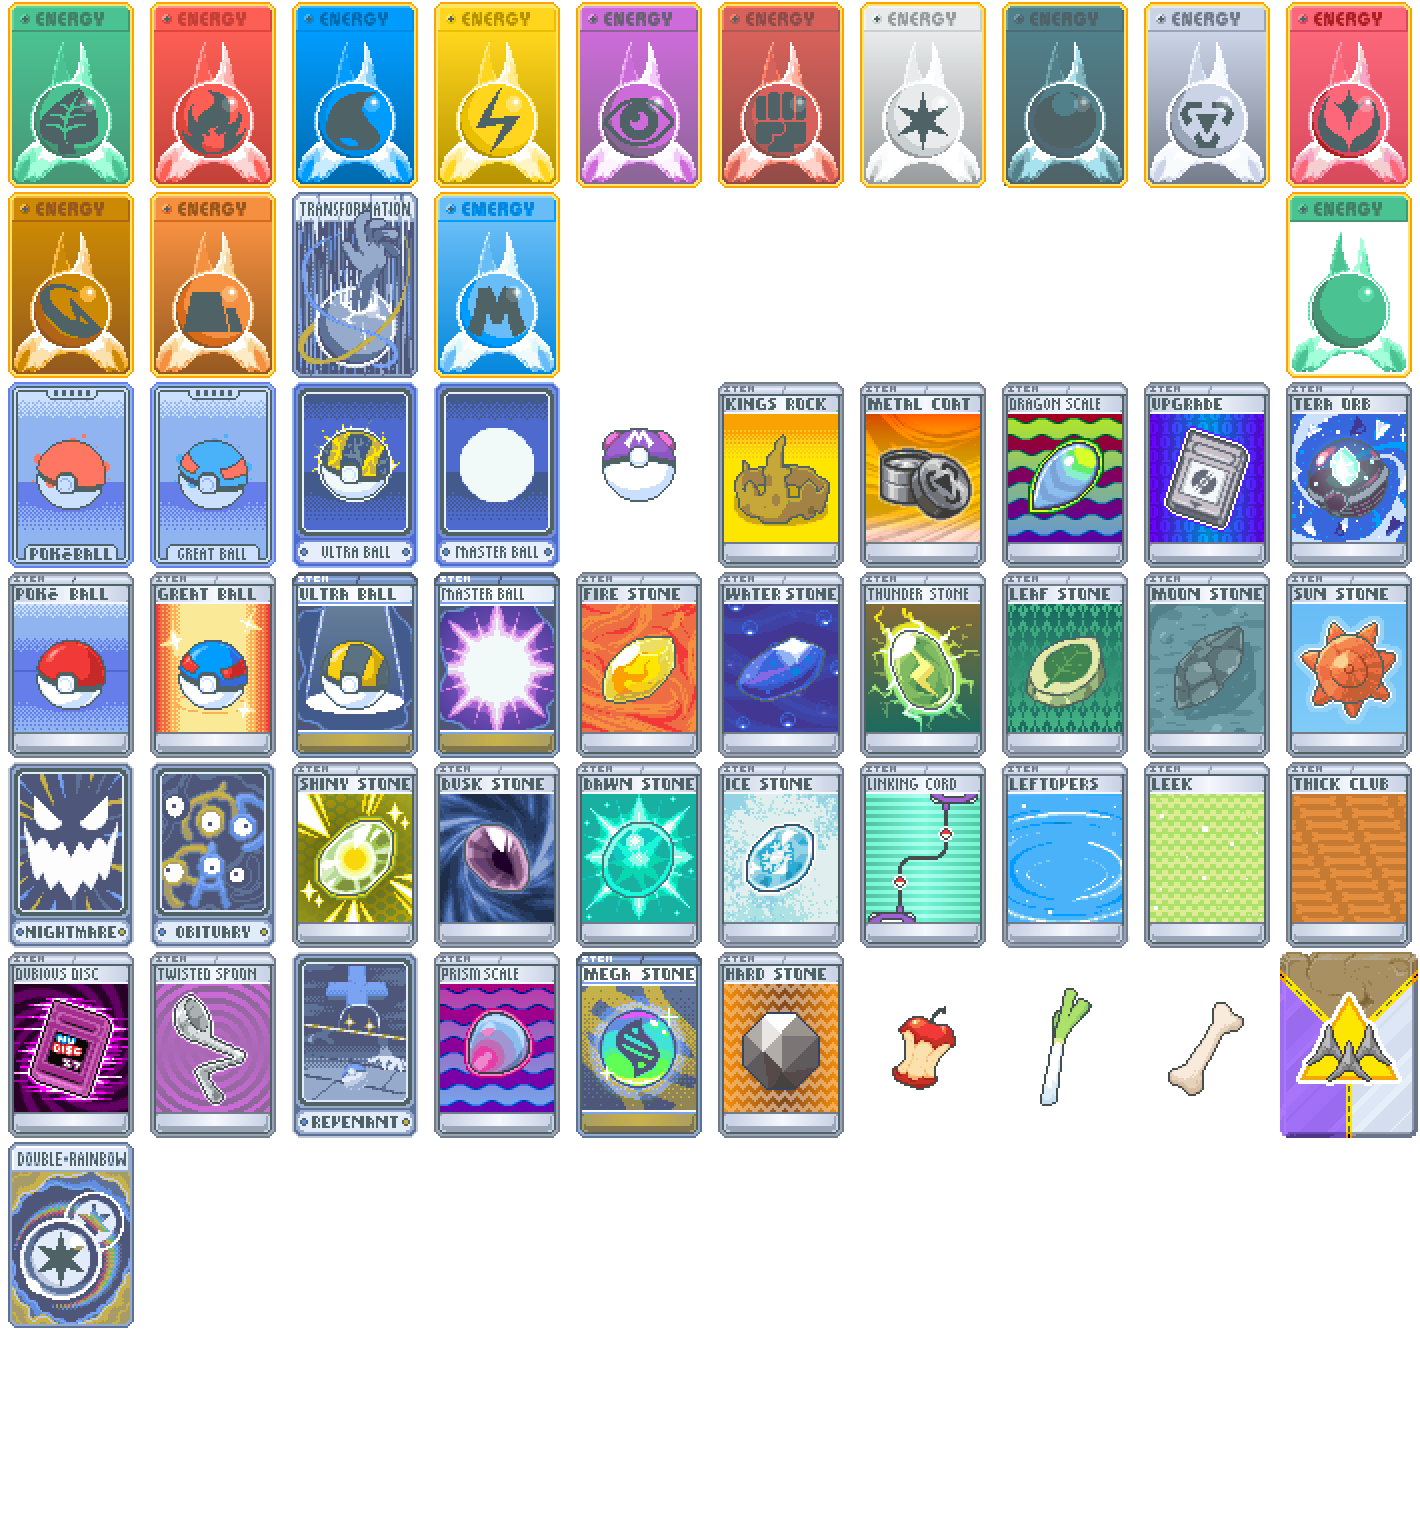 ENERGY
ENERGY
ENERGY
ENERGY
ENERGY
ENERGY
ENERGY
ENERGY
ENERGY
ENERGY
ENERGY
ENERGY
TRANSFORMATION
EMERGY
M
ENERGY
POKéBALL
GREAT BALL
ULTRA BALL
MASTER BALL
M
ITEM
KINGS ROCK
ITEM
METAL COAT
ITEM
DRAGON SCALE
ITEM
UPGRADE
ITEM
TERA ORB
ITEM
POKé BALL
ITEM
GREAT BALL
ITEM
ULTRA BALL
ITEM
MASTER BALL
ITEM
FIRE STONE
ITEM
WATER STONE
ITEM
THUNDER STONE
ITEM
LEAF STONE
ITEM
MOON STONE
ITEM
SUN STONE
NIGHTMARE
OBITUARY
ITEM
SHINY STONE
ITEM
DUSK STONE
ITEM
DAWN STONE
ITEM
ICE STONE
ITEM
LINKING CORD
ITEM
LEFTOVERS
ITEM
LEEK
ITEM
THICK CLUB
ITEM
DUBIOUS DISC
NU
DISC
ITEM
TWISTED SPOON
REVENANT
ITEM
PRISM SCALE
ITEM
MEGA STONE
ITEM
HARD STONE
DOUBLE-RAINBOW